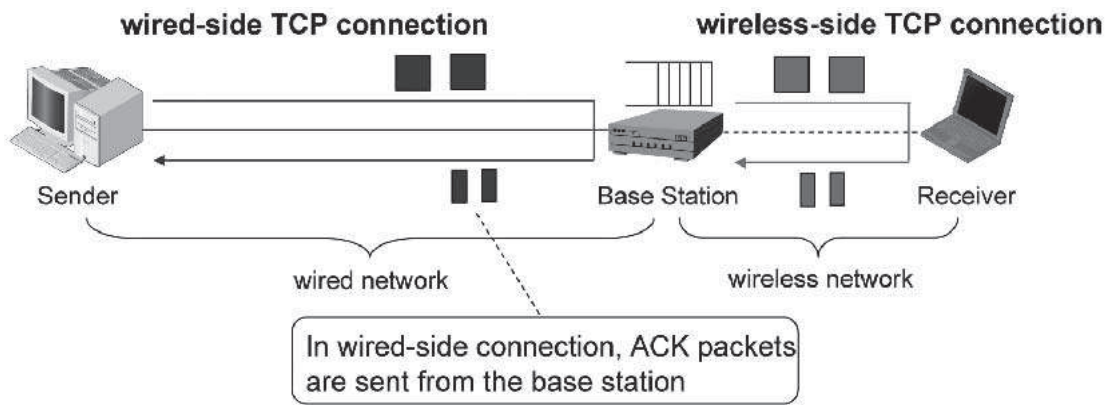 wired-side TCP connection
wireless-side TCP connection
Sender
Base Station
Receiver
wired network
wireless network
In wired-side connection, ACK packets
are sent from the base station